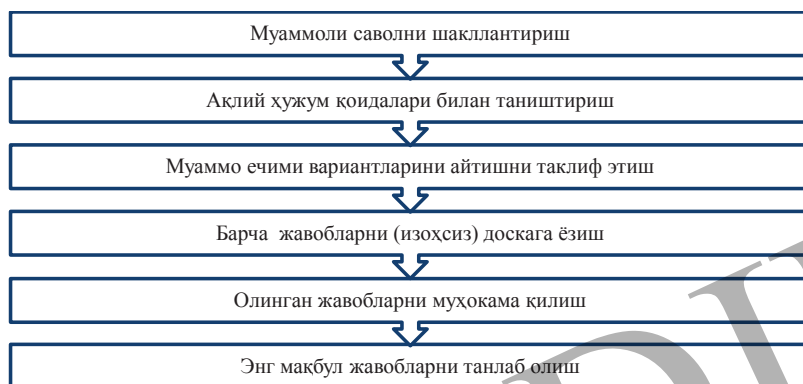 Муаммоли саволни шакллантириш
Ақлий ҳужум қоидалари билан таништириш
Муаммо ечими вариантларини айтишни таклиф этиш
Барча жавобларни (изоҳсиз) доскага ёзиш
Олинган жавобларни муҳокама қилиш
Энг мақбул жавобларни танлаб олиш